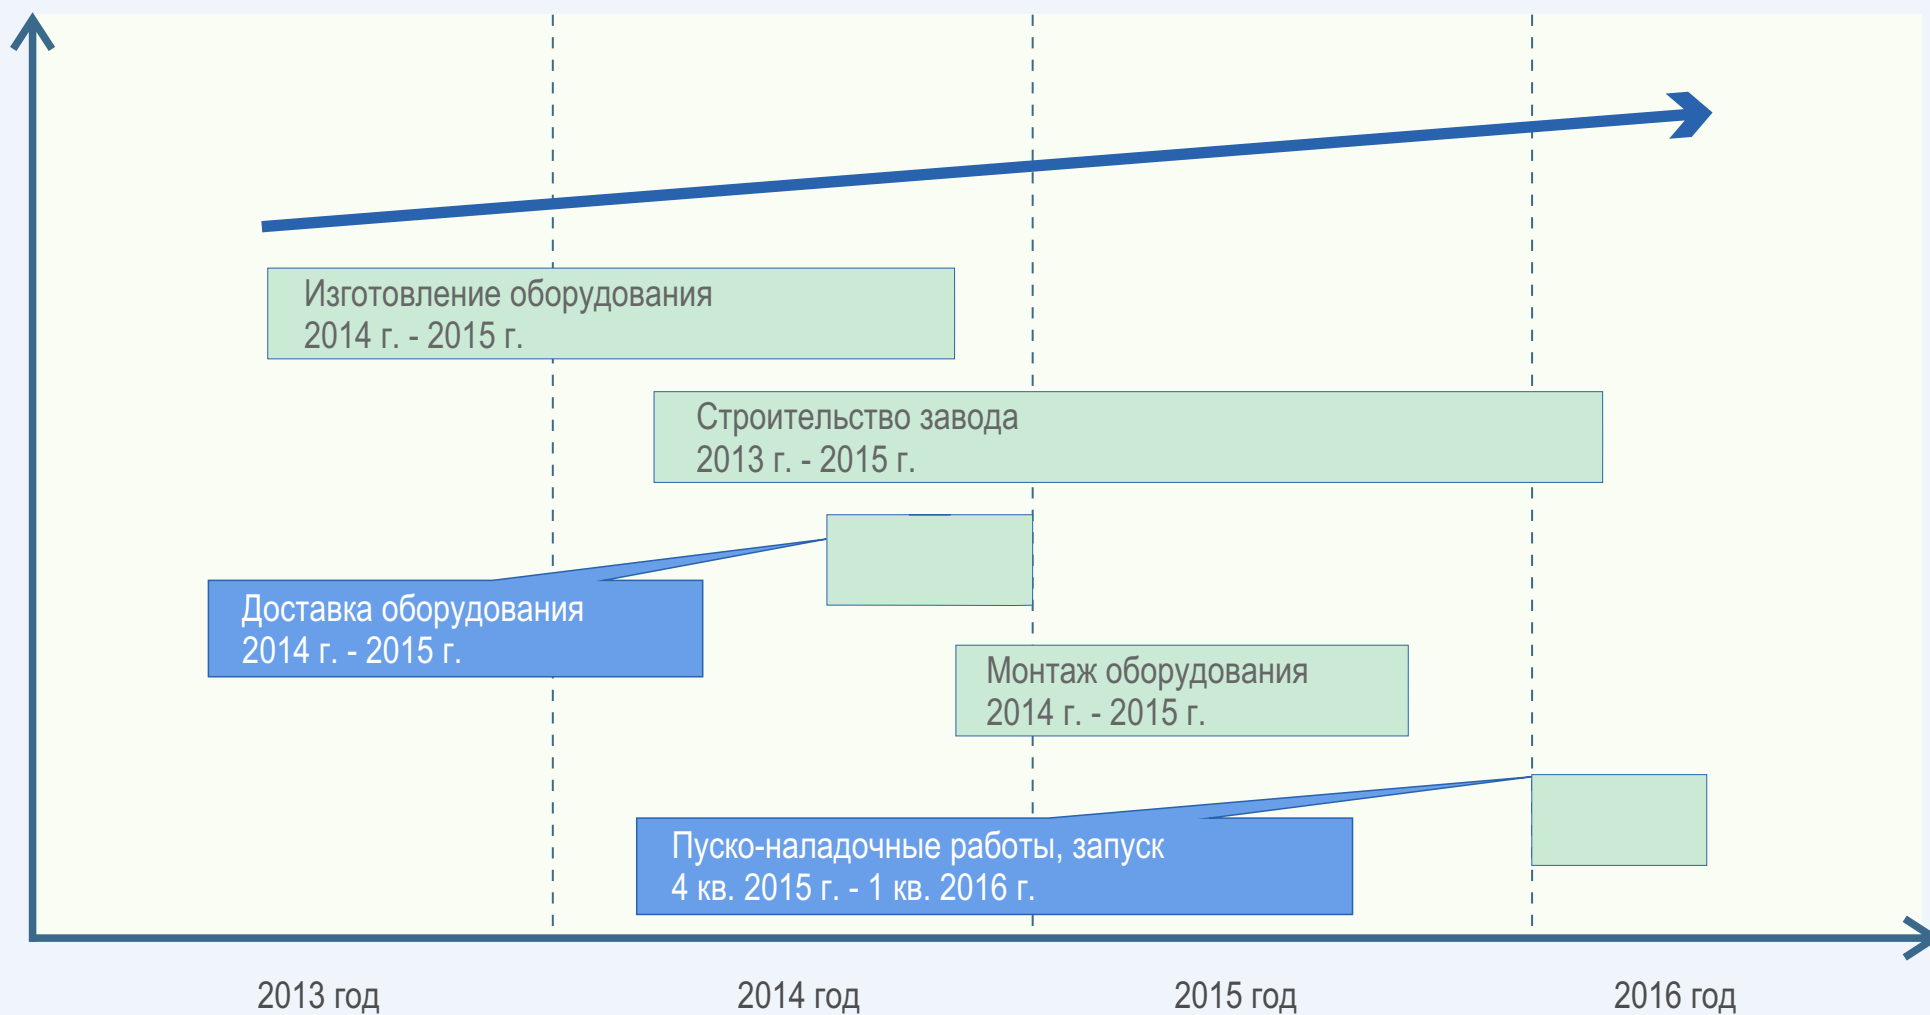 Изготовление оборудования
2014 г. - 2015 г.
Строительство завода
2013 г. - 2015 г.
Доставка оборудования
2014 г. - 2015 г.
Монтаж оборудования
2014 г. - 2015 г.
Пуско-наладочные работы, запуск
4 кв. 2015 г. - 1 кв. 2016 г.
2013 год 2014 год 2015 год 2016 год